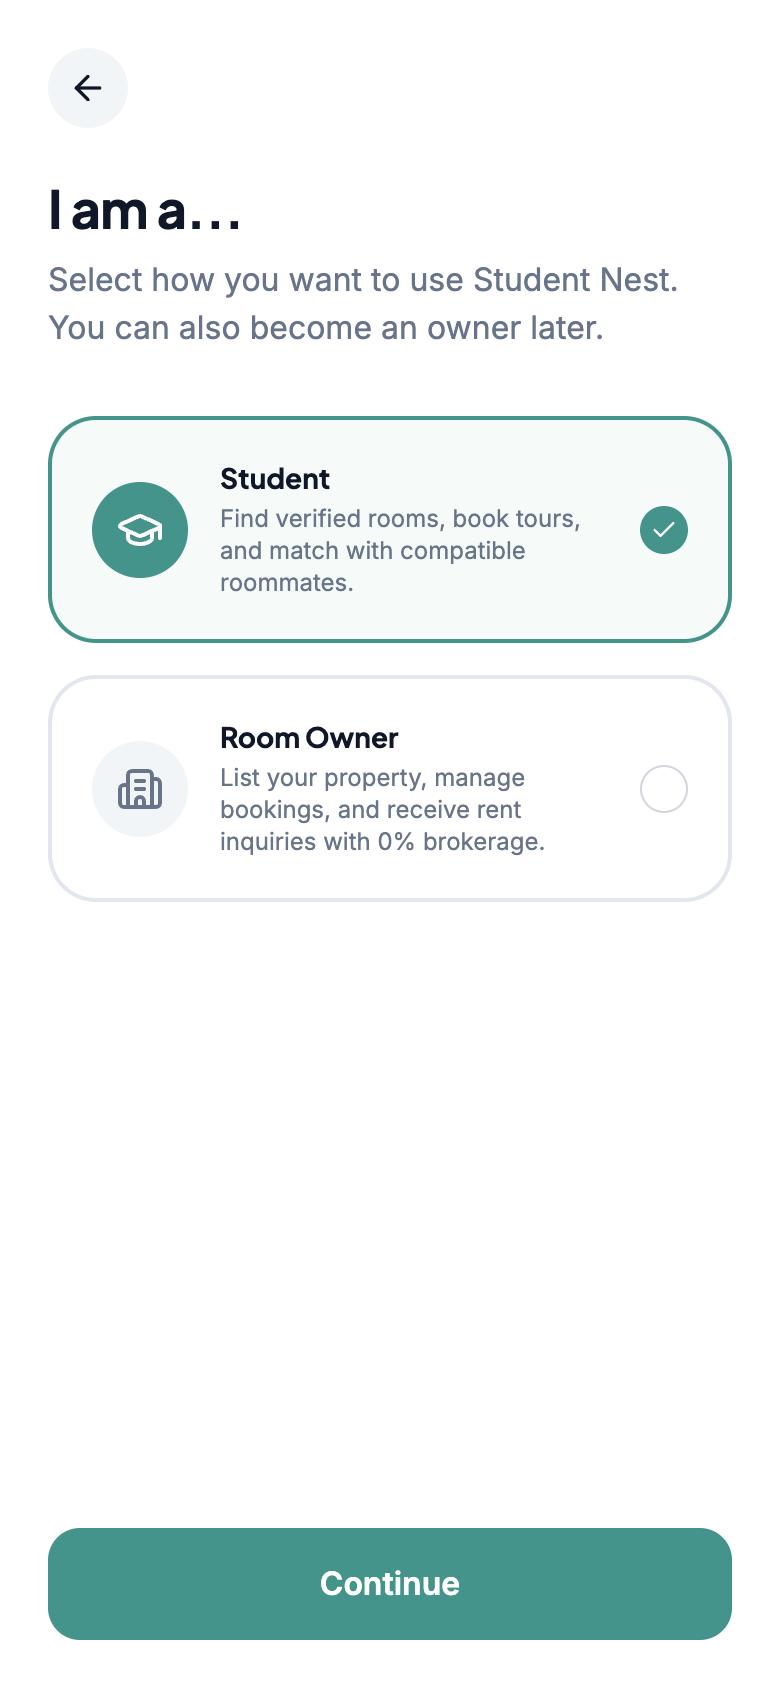 I am a...
Select how you want to use Student Nest.
You can also become an owner later.
Student
Find verified rooms, book tours,
and match with compatible
roommates.
Room Owner
List your property, manage
bookings, and receive rent
inquiries with 0% brokerage.
Continue